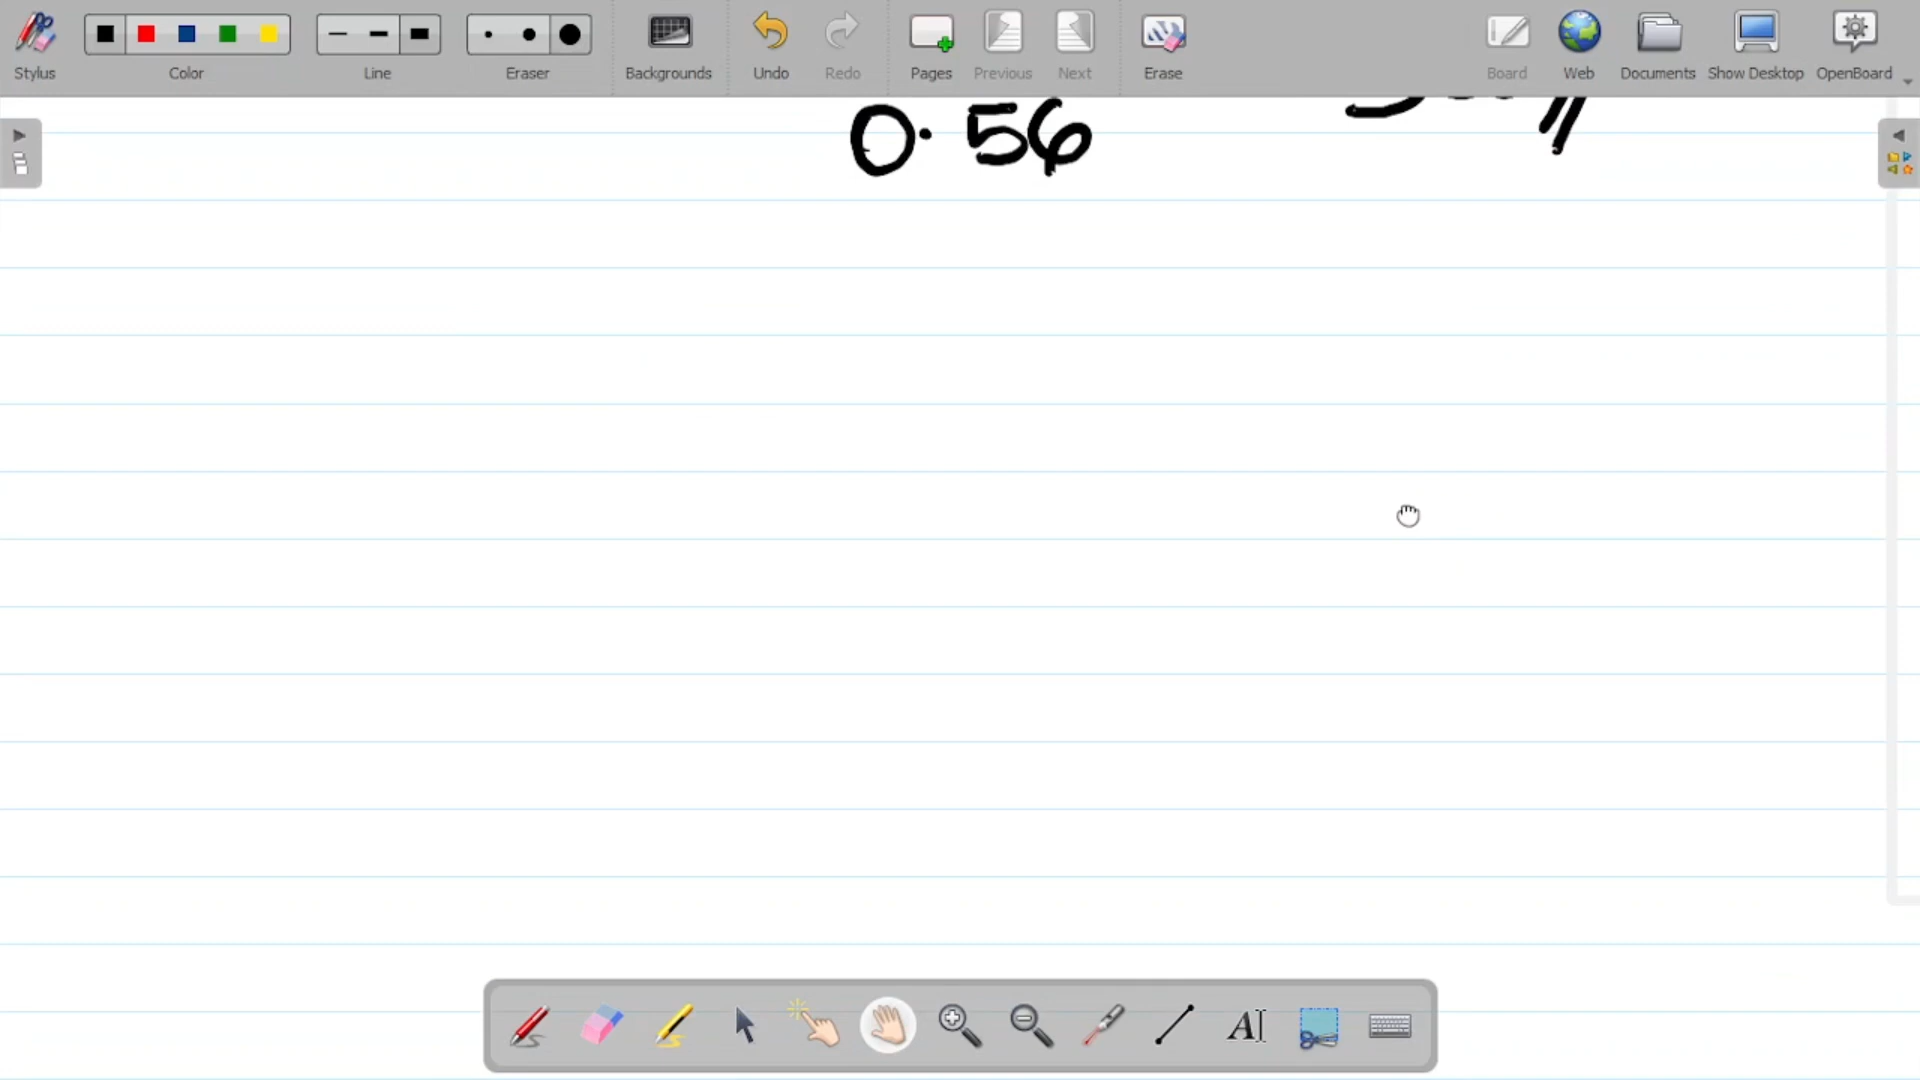 Stylus
Color
Line
Eraser
Backgrounds
Undo
Redo
Pages
Previous
Next
Erase
Board
Web
Documents
Show Desktop
OpenBoard
0.56